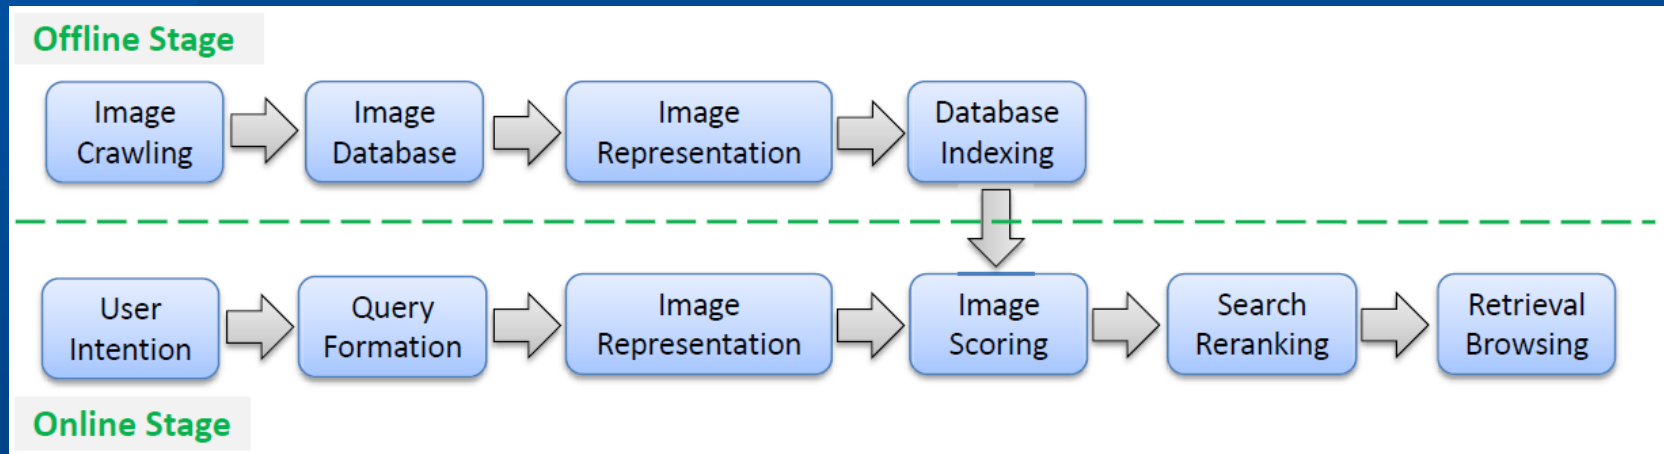 Offline Stage
Image
Crawling
Image
Database
Image
Representation
Database
Indexing
User
Intention
Query
Formation
Image
Representation
Image
Scoring
Search
Reranking
Retrieval
Browsing
Online Stage